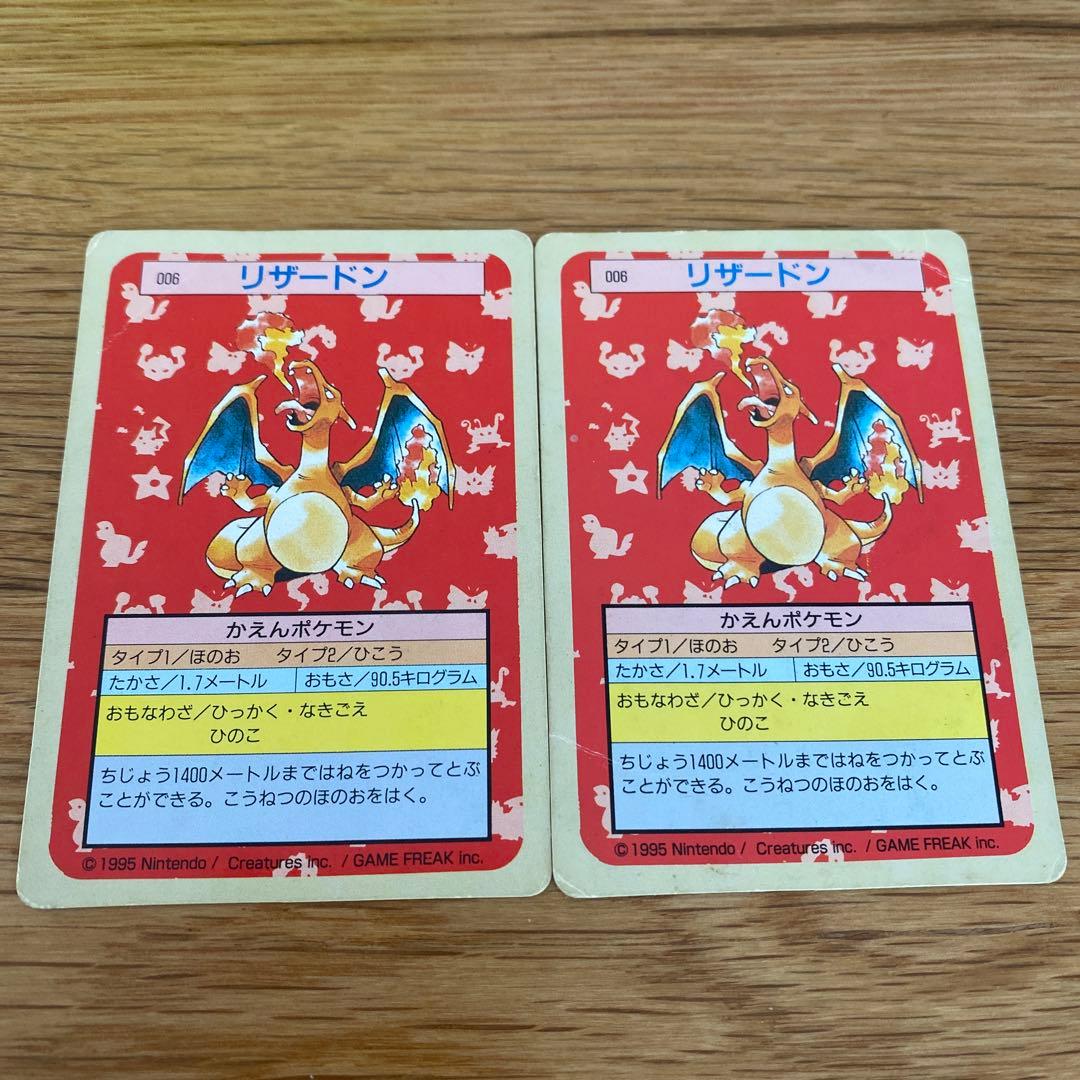 006 リザードン
かえんポケモン
タイプ1/ほのお タイプ2/ひこう
たかさ/1.7メートル おもさ/90.5キログラム
おもなわざ/ひっかく・なきごえ
ひのこ
ちじょう1400メートルまではねをつかってとぶ
ことができる。こうねつのほのおをはく。
©1995 Nintendo / Creatures inc. / GAME FREAK inc.
006 リザードン
かえんポケモン
タイプ1/ほのお タイプ2/ひこう
たかさ/1.7メートル おもさ/90.5キログラム
おもなわざ/ひっかく・なきごえ
ひのこ
ちじょう1400メートルまではねをつかってとぶ
ことができる。こうねつのほのおをはく。
©1995 Nintendo / Creatures inc. / GAME FREAK inc.